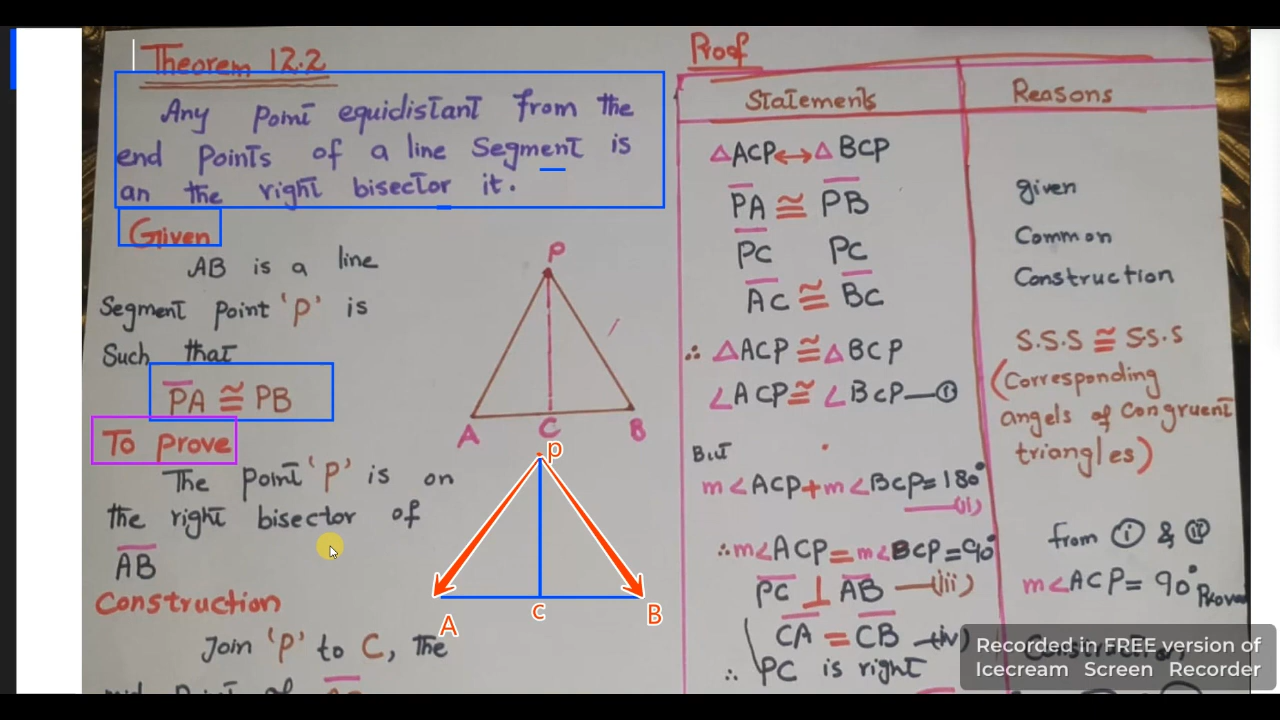 Theorem 12.2
Any point equidistant from the
end points of a line segment is
an the right bisector it.
Given
AB is a line
Segment point 'P' is
Such that
PA ≅ PB
To prove
The point 'P' is on
the right bisector of
AB
Construction
Join 'P' to C, the
P
A C B
p
A c B
Proof
Statements Reasons
△ACP↔△BCP
PA ≅ PB given
PC PC Common
AC ≅ BC Construction
∴ △ACP ≅ △BCP S.S.S ≅ S.S.S
∠ACP ≅ ∠BCP—(i) (Corresponding
angels of Congruent
triangles)
But
m∠ACP+m∠BCP=180°
(ii)
∴m∠ACP=m∠BCP=90° from (i) & (ii)
PC ⊥ AB —(iii) m∠ACP= 90°
CA = CB —(iv)
∴ PC is right
Recorded in FREE version of
Icecream Screen Recorder